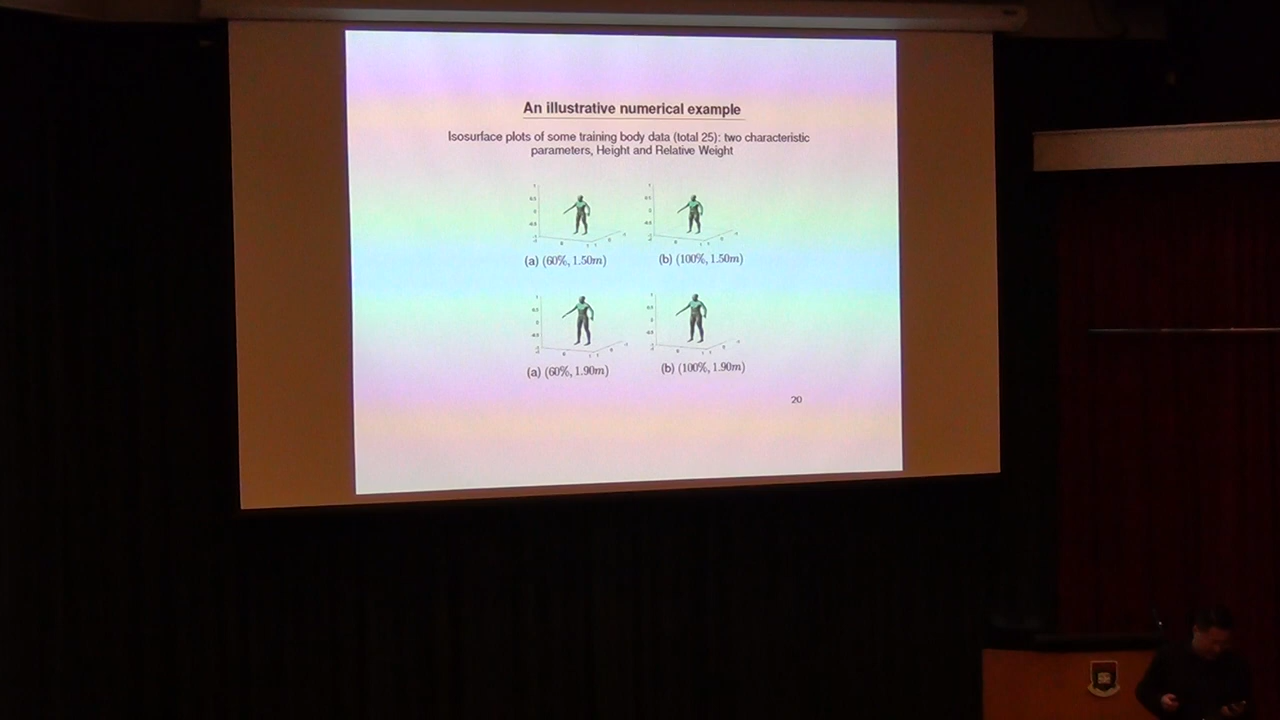 An illustrative numerical example
Isosurface plots of some training body data (total 25): two characteristic
parameters, Height and Relative Weight
(a) (60%, 1.50m)
(b) (100%, 1.50m)
(a) (60%, 1.90m)
(b) (100%, 1.90m)
20